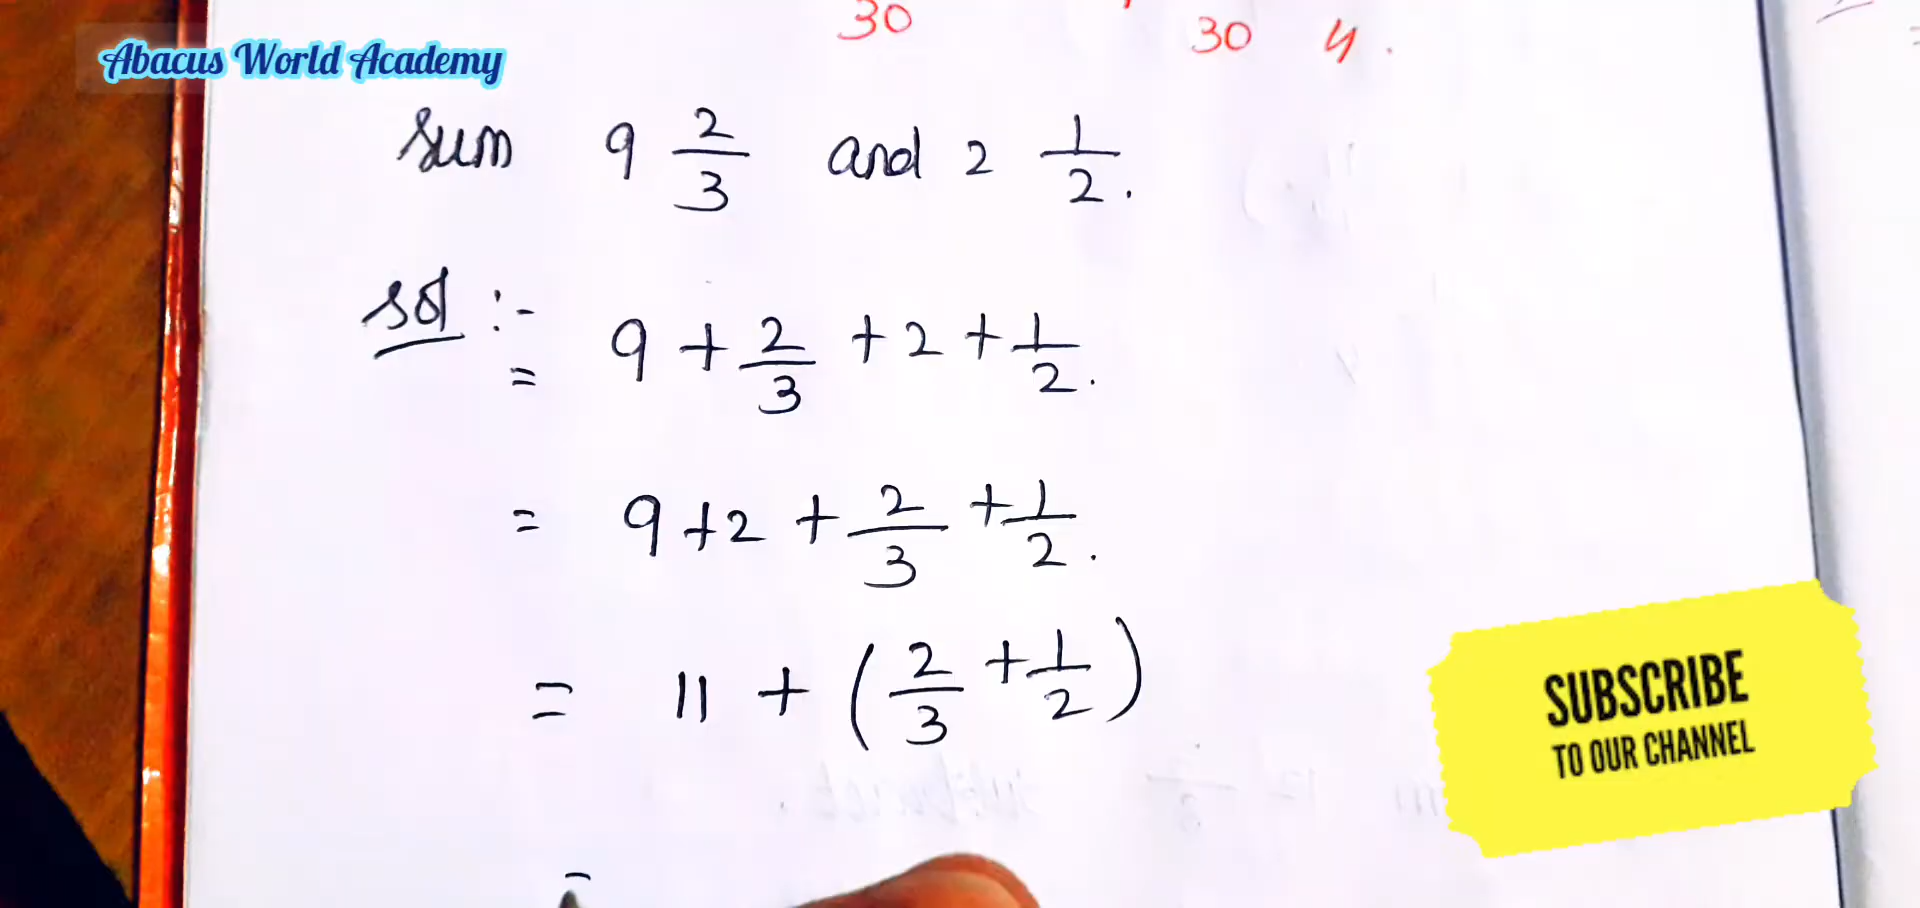 30 30 4.
Abacus World Academy
Sum 9 2/3 and 2 1/2.
Sol :-
= 9 + 2/3 + 2 + 1/2.
= 9 + 2 + 2/3 + 1/2.
= 11 + (2/3 + 1/2)
=
SUBSCRIBE
TO OUR CHANNEL